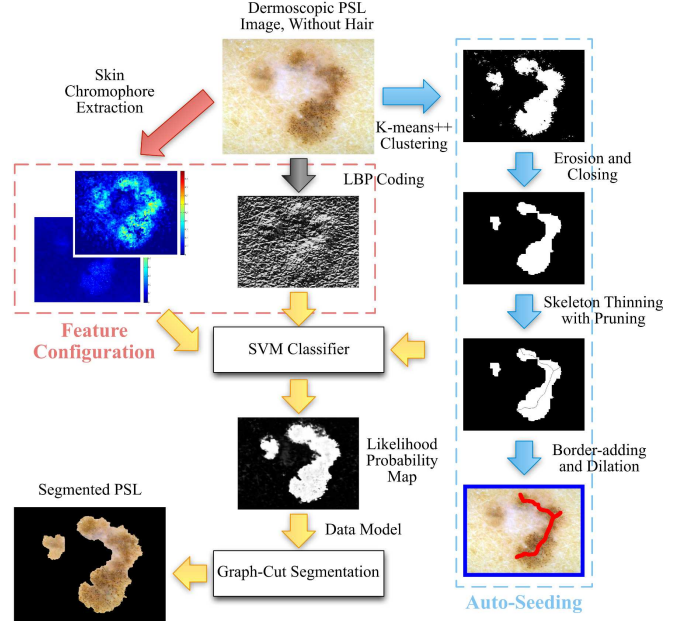 Dermoscopic PSL
Image, Without Hair
Skin
Chromophore
Extraction
K-means++
Clustering
LBP Coding
Erosion and
Closing
Skeleton Thinning
with Pruning
Feature
Configuration
SVM Classifier
Likelihood
Probability
Map
Border-adding
and Dilation
Segmented PSL
Data Model
Graph-Cut Segmentation
Auto-Seeding